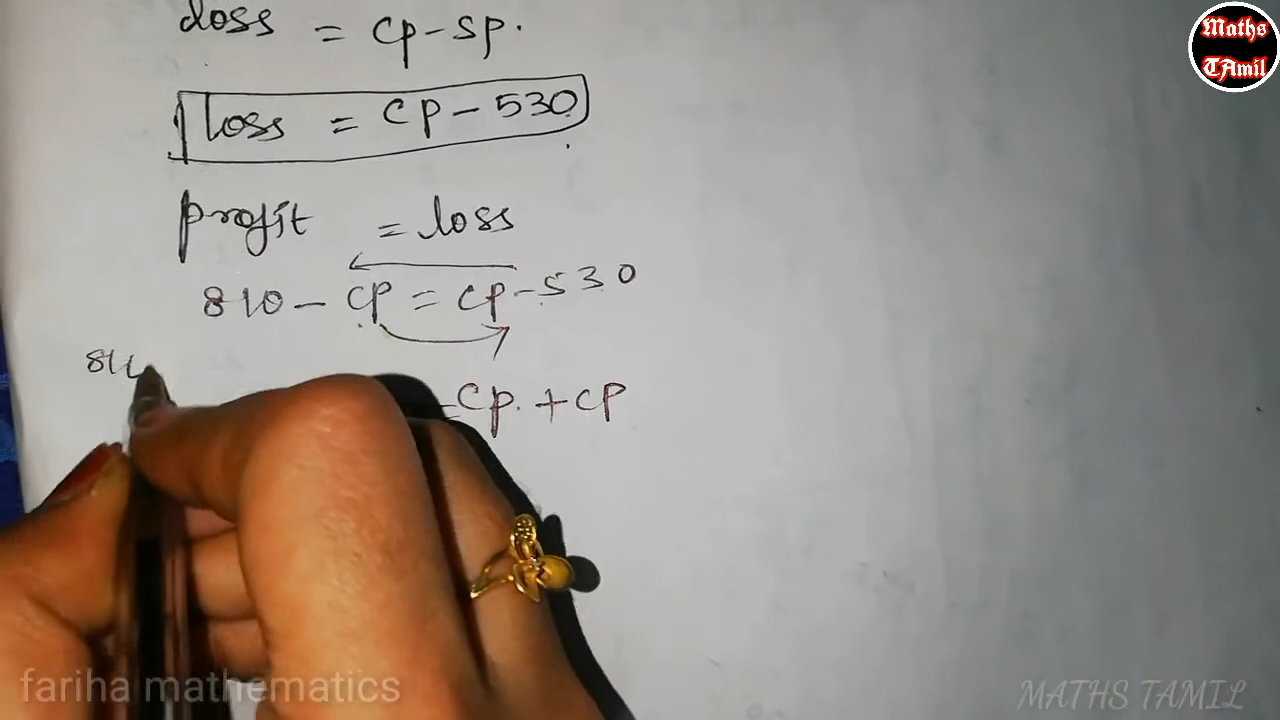 Maths
TAmil
loss = CP - SP.
loss = CP - 530
profit = loss
810 - CP = CP - 530
= CP + CP
fariha mathematics
MATHS TAMIL